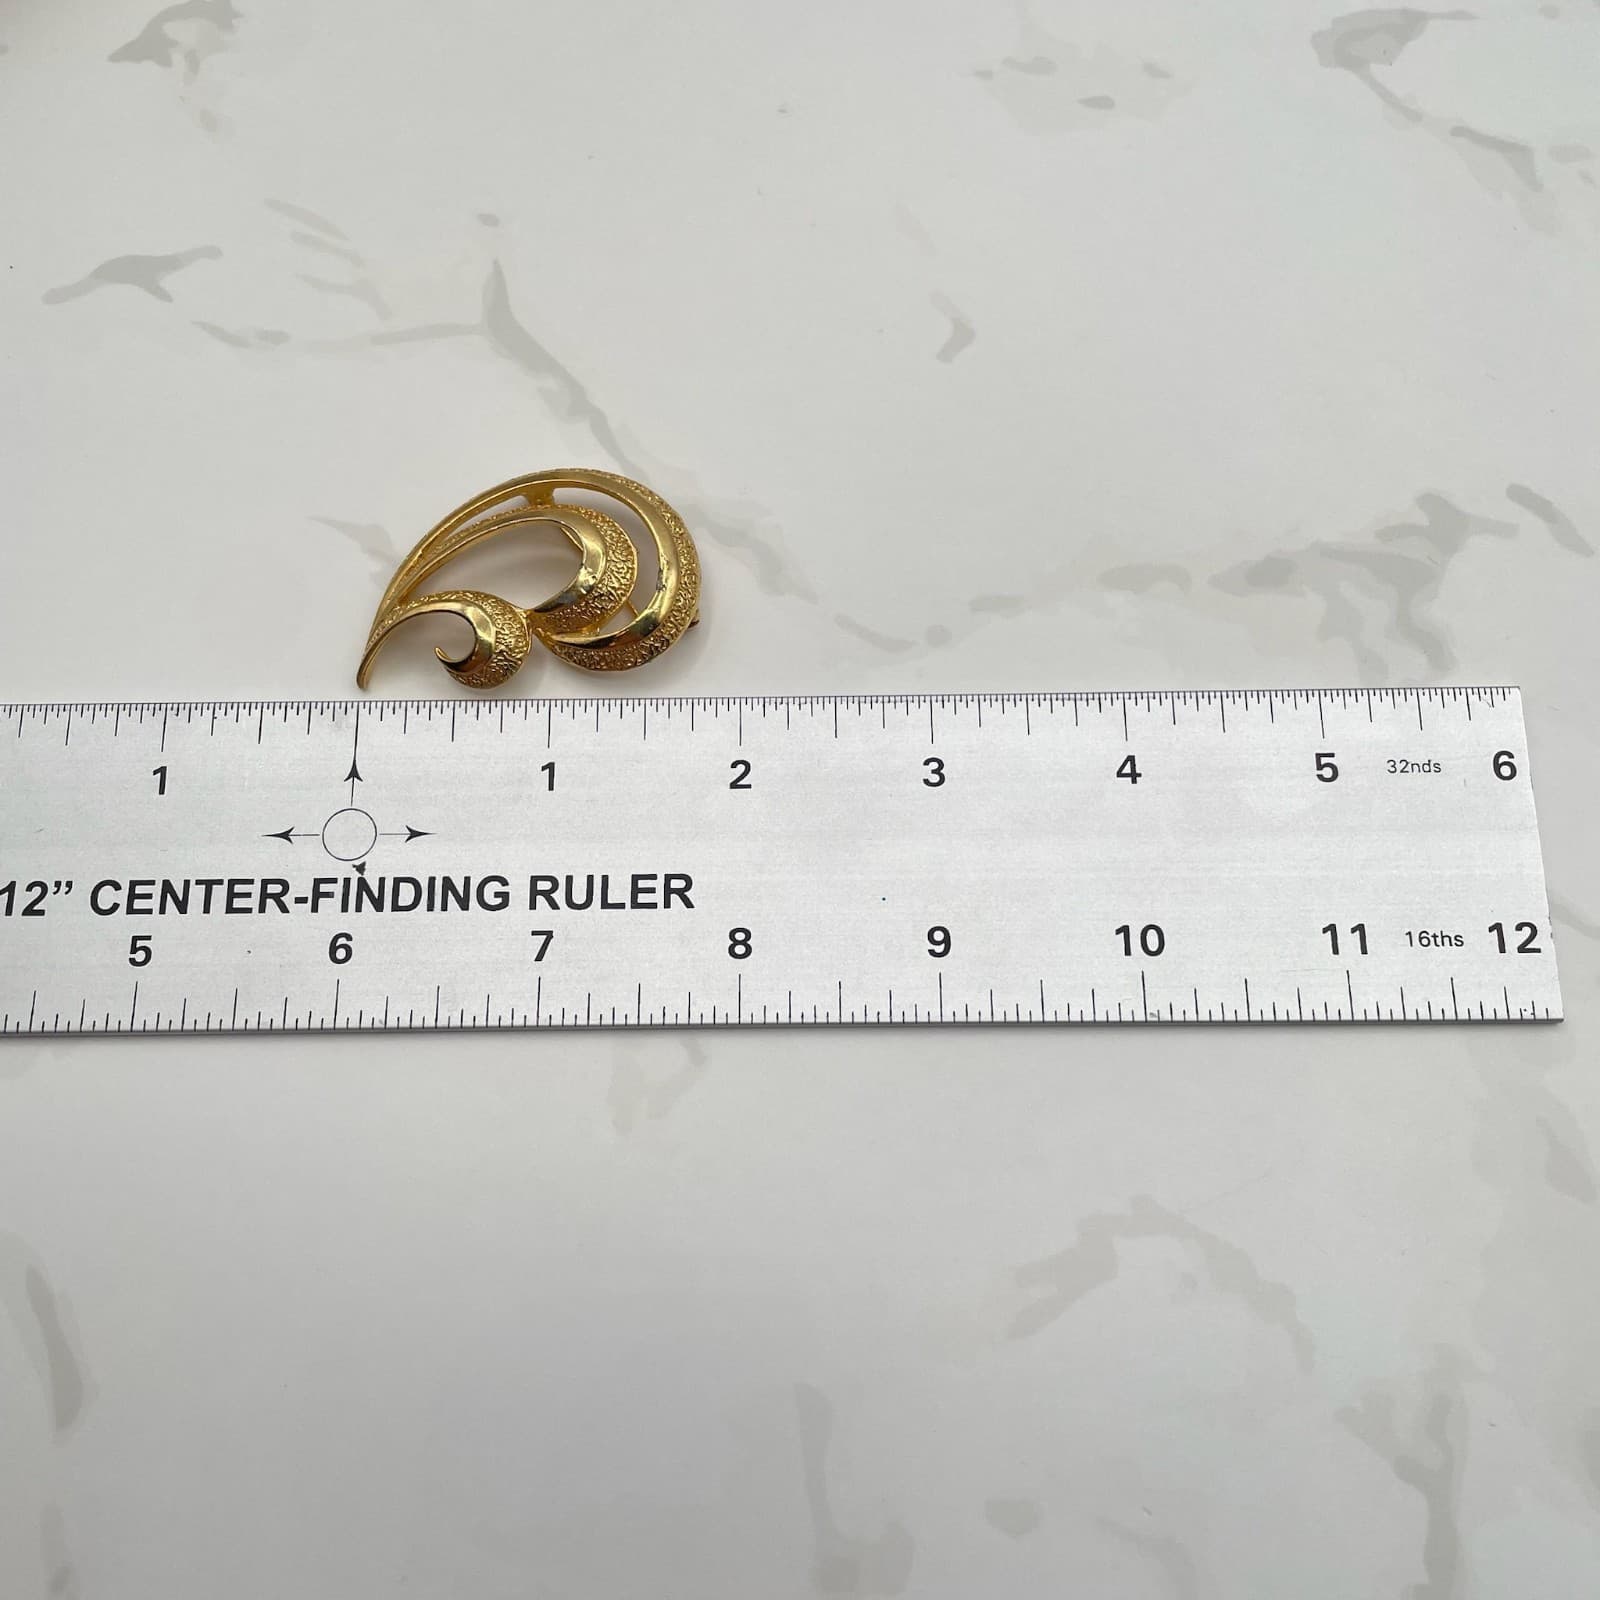 1 1 2 3 4 5 32nds 6
12” CENTER-FINDING RULER
5 6 7 8 9 10 11 16ths 12